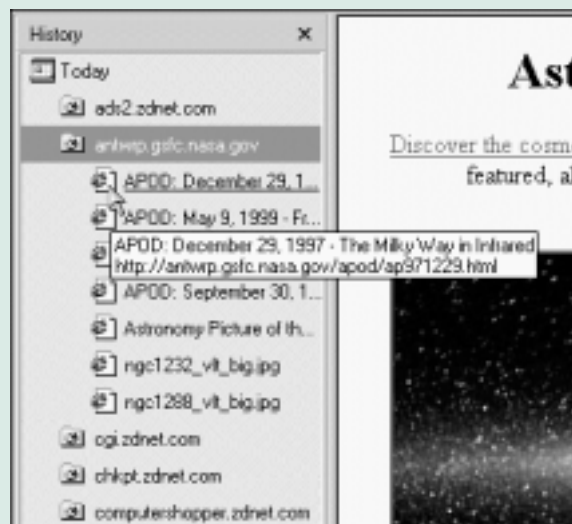 History
Today
ads2.zdnet.com
antwrp.gsfc.nasa.gov
APOD: December 29, 1...
APOD: May 9, 1999 - Fr...
APOD: December 29, 1997 - The Milky Way in Infrared
http://antwrp.gsfc.nasa.gov/apod/ap971229.html
APOD: September 30, 1...
Astronomy Picture of th...
ngc1232_vlt_big.jpg
ngc1288_vlt_big.jpg
cgi.zdnet.com
chkpt.zdnet.com
computershopper.zdnet.com
Ast
Discover the cosm
featured, al